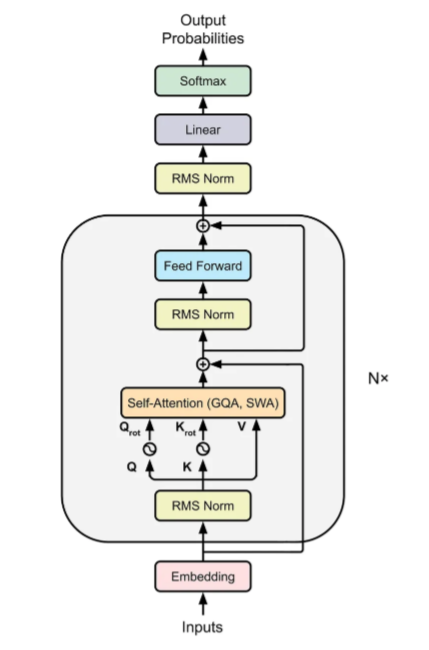 Output
Probabilities
Softmax
Linear
RMS Norm
Feed Forward
RMS Norm
N×
Self-Attention (GQA, SWA)
Qrot Krot V
Q K
RMS Norm
Embedding
Inputs